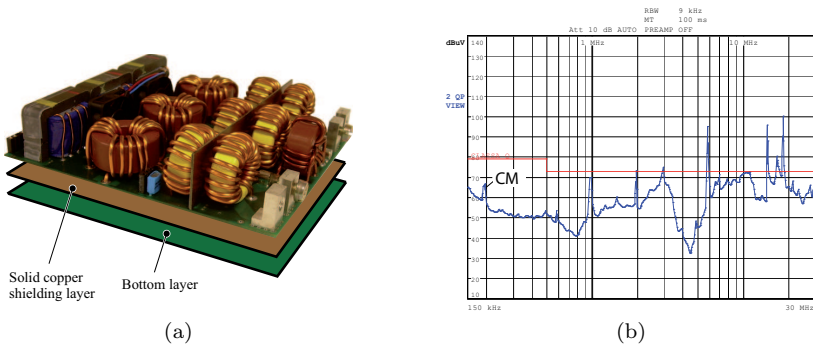 Solid copper
shielding layer
Bottom layer
(a)
RBW 9 kHz
MT 100 ms
Att 10 dB AUTO PREAMP OFF
dBuV
140
1 MHz
10 MHz
130
120
110
2 QP
VIEW
100
90
70
CM
60
50
40
30
20
10
150 kHz
30 MHz
(b)